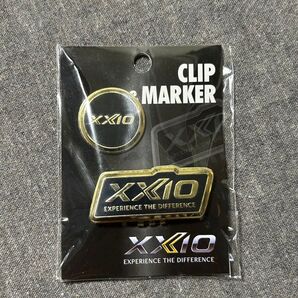 CLIP
& MARKER
XXIO
XXIO
EXPERIENCE THE DIFFERENCE
XXIO
EXPERIENCE THE DIFFERENCE